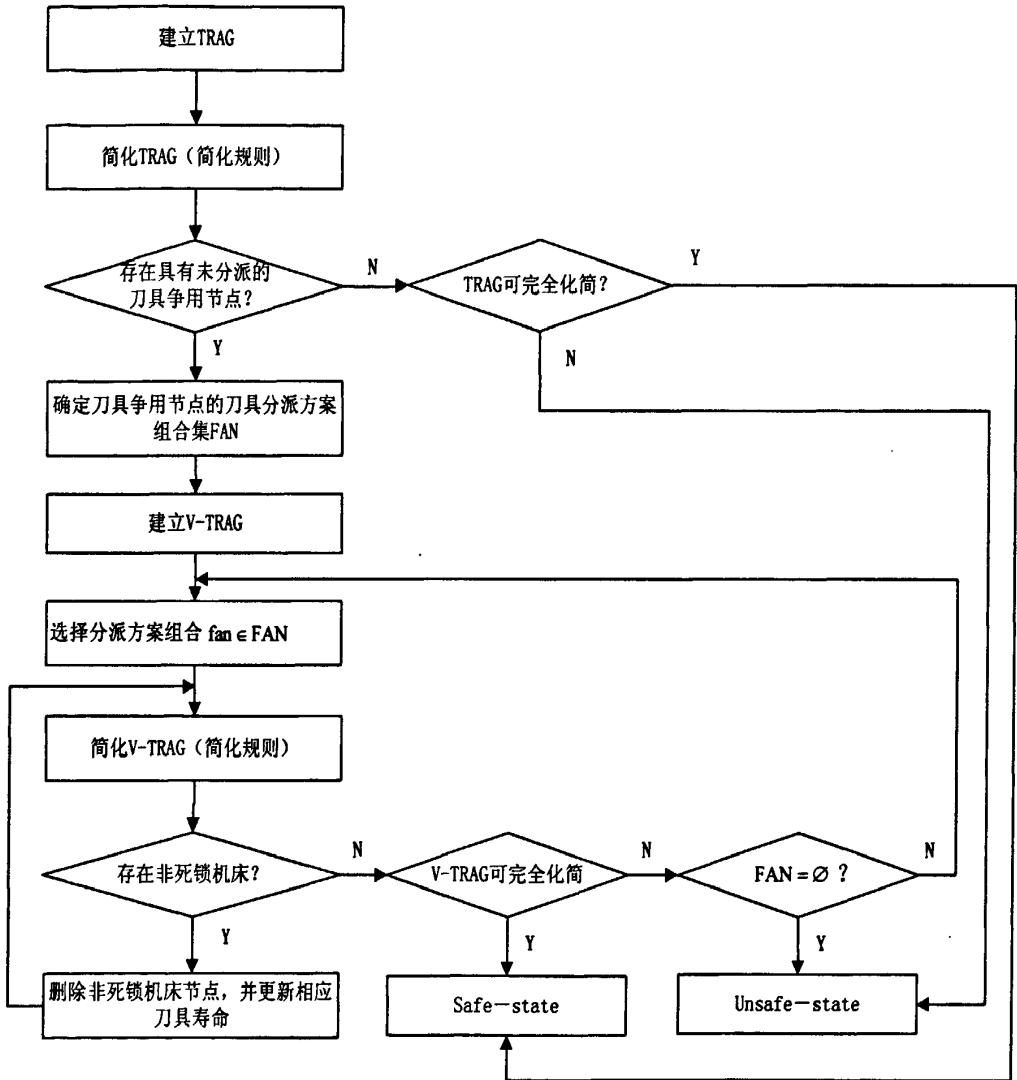 建立TRAG
简化TRAG（简化规则）
存在具有未分派的
刀具争用节点？
N
TRAG可完全化简？
Y
Y
N
确定刀具争用节点的刀具分派方案
组合集FAN
建立V-TRAG
选择分派方案组合 fan∈FAN
简化V-TRAG（简化规则）
存在非死锁机床？
N
V-TRAG可完全化简
N
FAN=∅ ？
N
Y
Y
Y
删除非死锁机床节点，并更新相应
刀具寿命
Safe－state
Unsafe－state